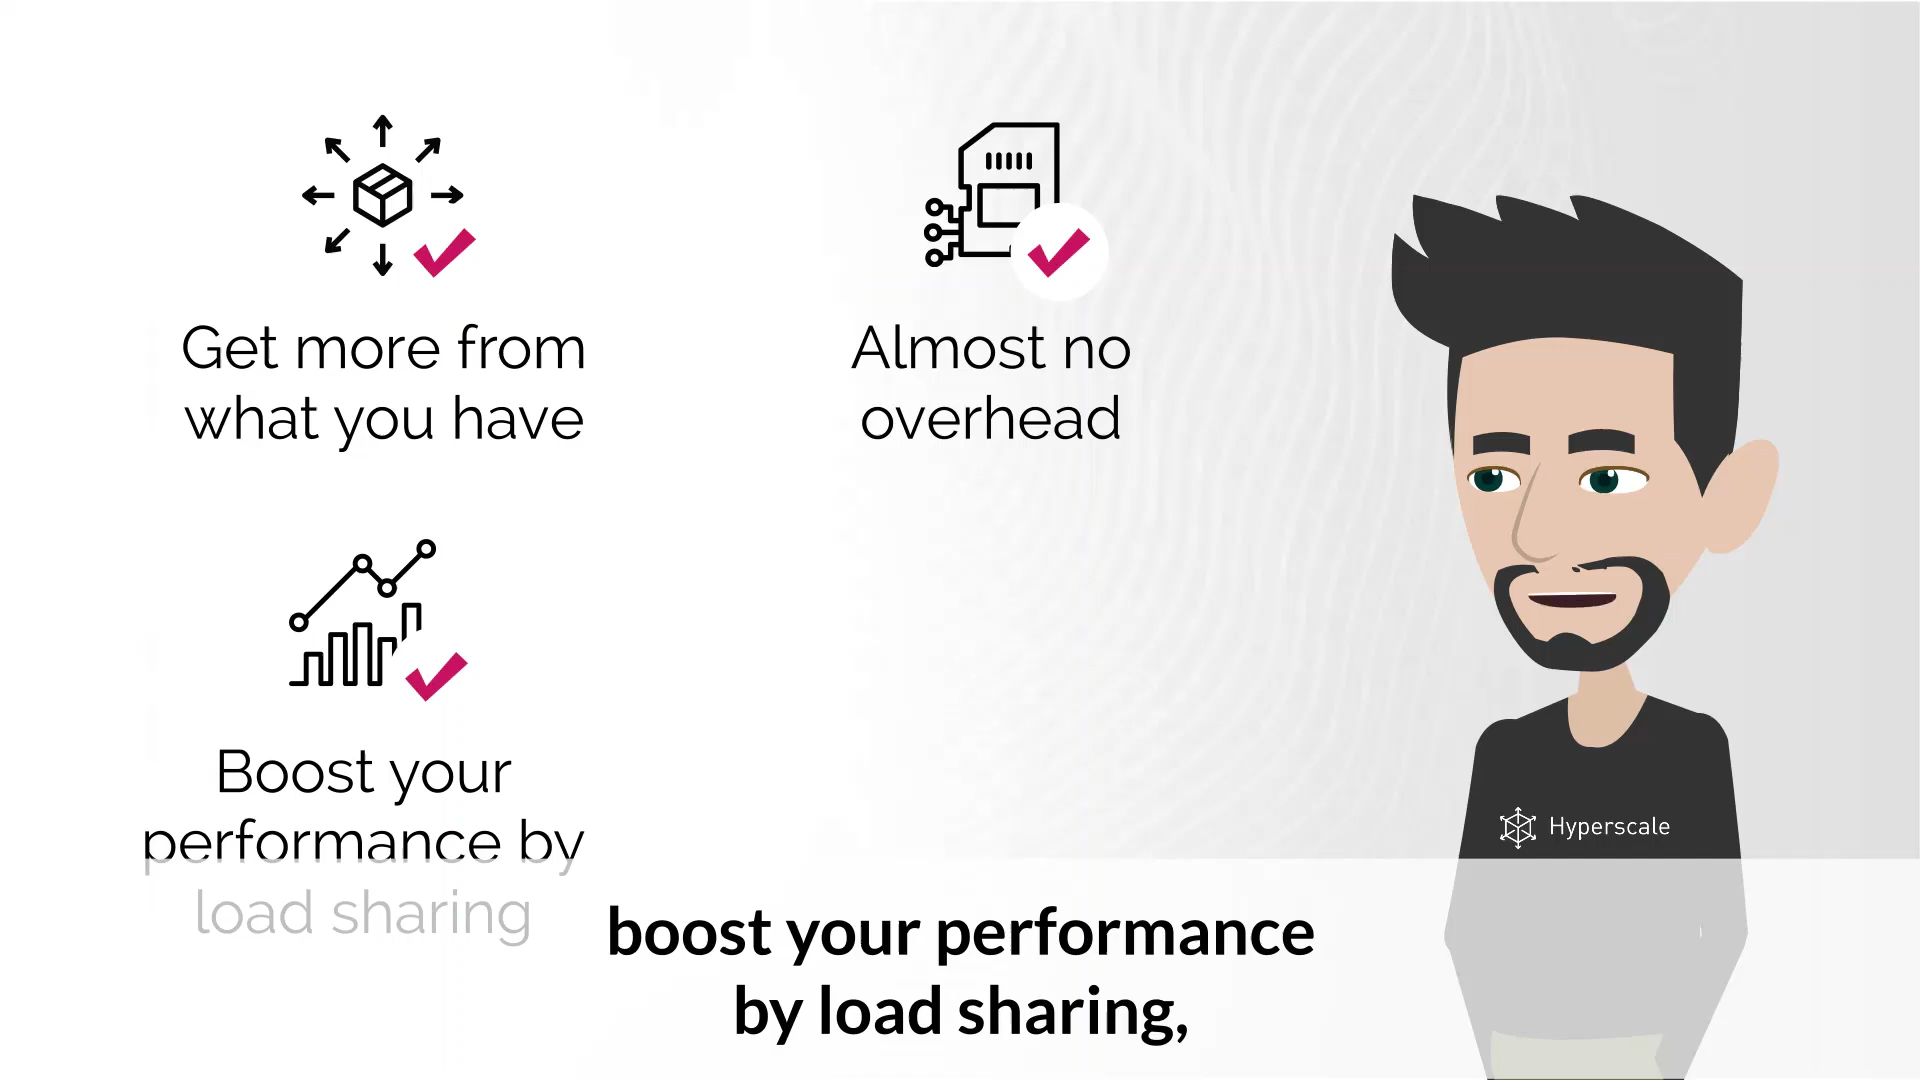 Get more from
what you have
Almost no
overhead
Boost your
performance by
load sharing
Hyperscale
boost your performance
by load sharing,